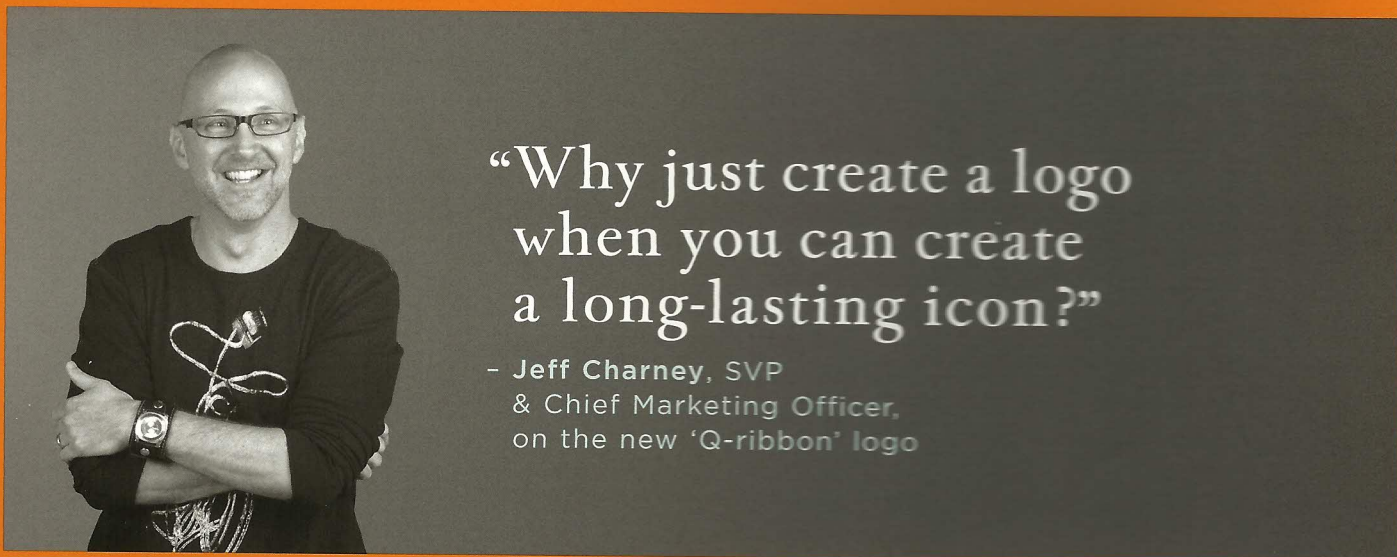 “Why just create a logo
when you can create
a long-lasting icon?”
– Jeff Charney, SVP
& Chief Marketing Officer,
on the new ‘Q-ribbon’ logo